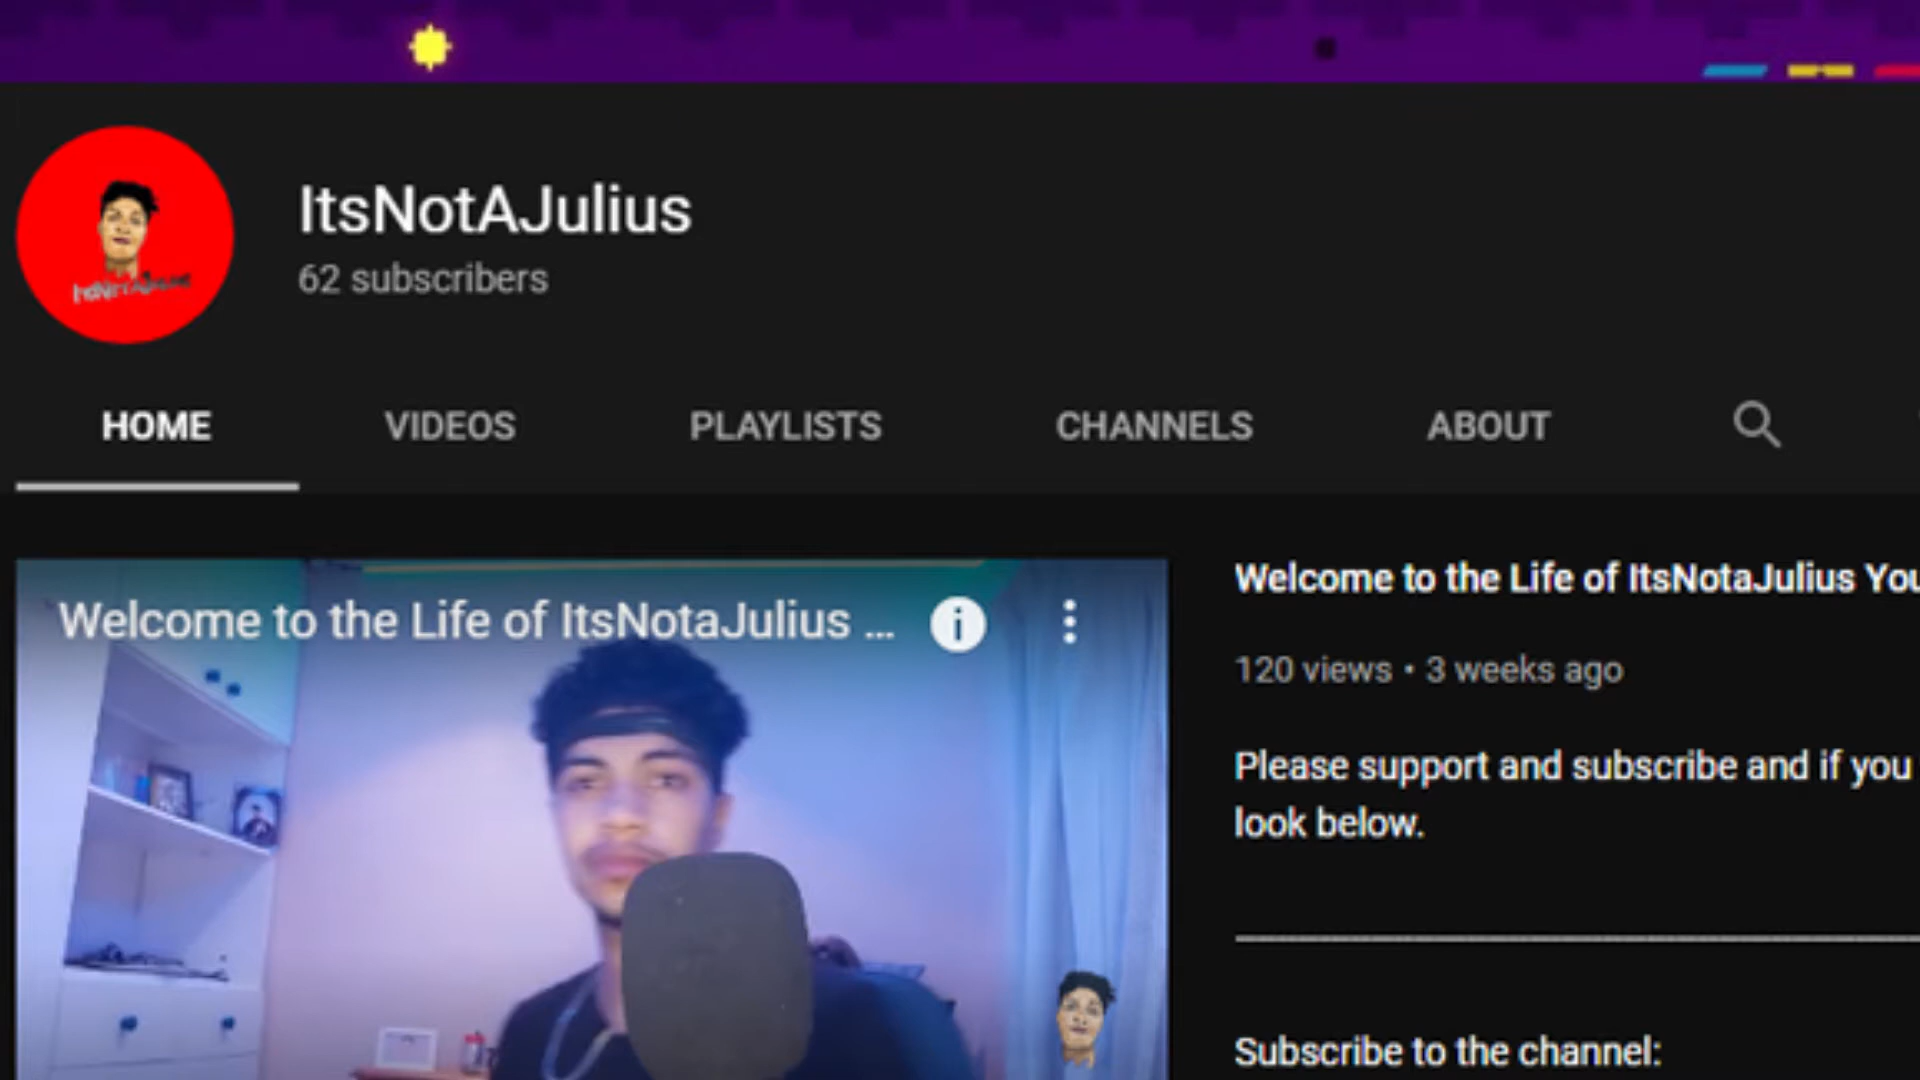 ItsNotAJulius
62 subscribers
HOME VIDEOS PLAYLISTS CHANNELS ABOUT
Welcome to the Life of ItsNotaJulius ...
Welcome to the Life of ItsNotaJulius You
120 views • 3 weeks ago
Please support and subscribe and if you
look below.
Subscribe to the channel: